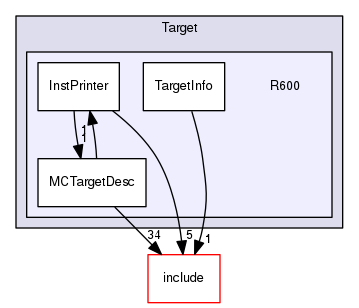 Target
InstPrinter
TargetInfo
R600
1
1
MCTargetDesc
34
5
1
include